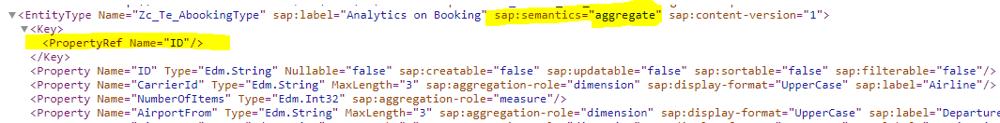 <EntityType Name="Zc_Te_AbookingType" sap:label="Analytics on Booking" sap:semantics="aggregate" sap:content-version="1">
<Key>
<PropertyRef Name="ID"/>
</Key>
<Property Name="ID" Type="Edm.String" Nullable="false" sap:creatable="false" sap:updatable="false" sap:sortable="false" sap:filterable="false"/>
<Property Name="CarrierId" Type="Edm.String" MaxLength="3" sap:aggregation-role="dimension" sap:display-format="UpperCase" sap:label="Airline"/>
<Property Name="NumberOfItems" Type="Edm.Int32" sap:aggregation-role="measure"/>
<Property Name="AirportFrom" Type="Edm.String" MaxLength="3" sap:aggregation-role="dimension" sap:display-format="UpperCase" sap:label="Departure